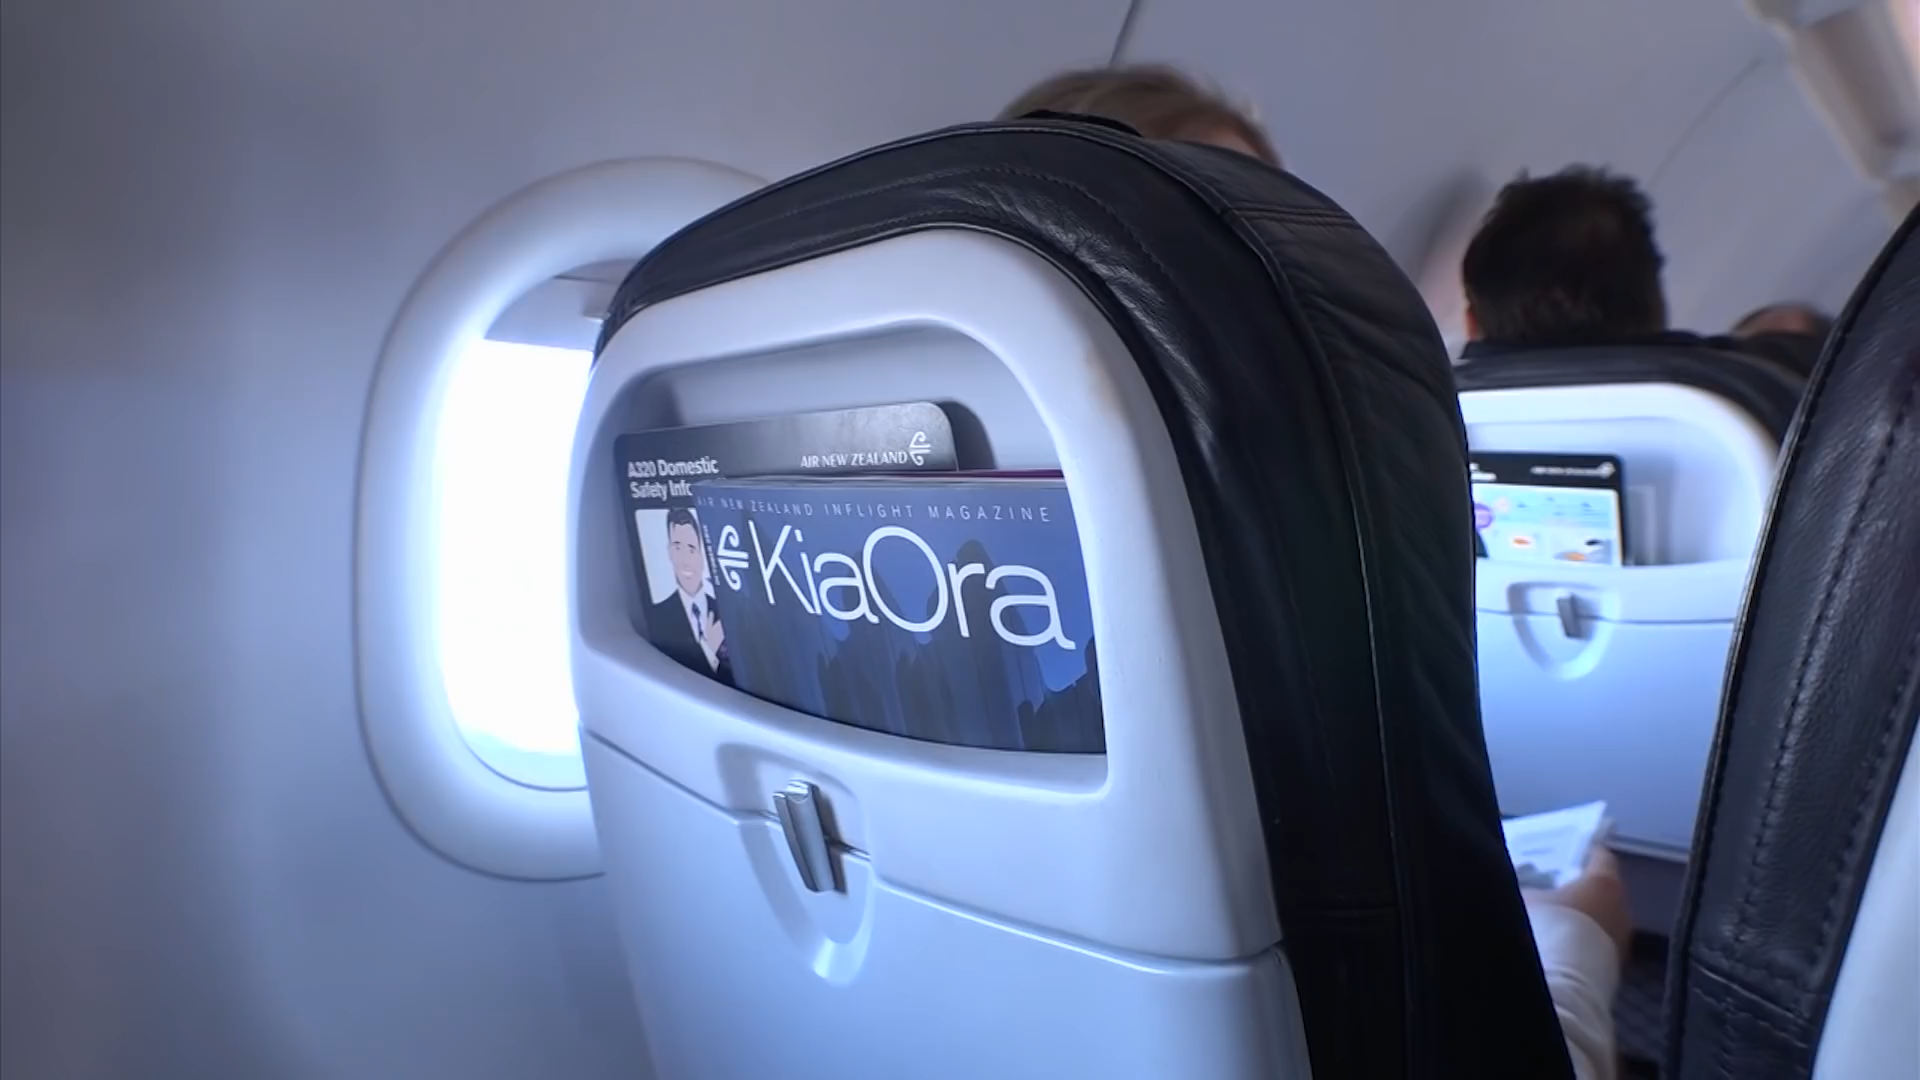 A320 Domestic
Safety Info
AIR NEW ZEALAND
AIR NEW ZEALAND INFLIGHT MAGAZINE
KiaOra